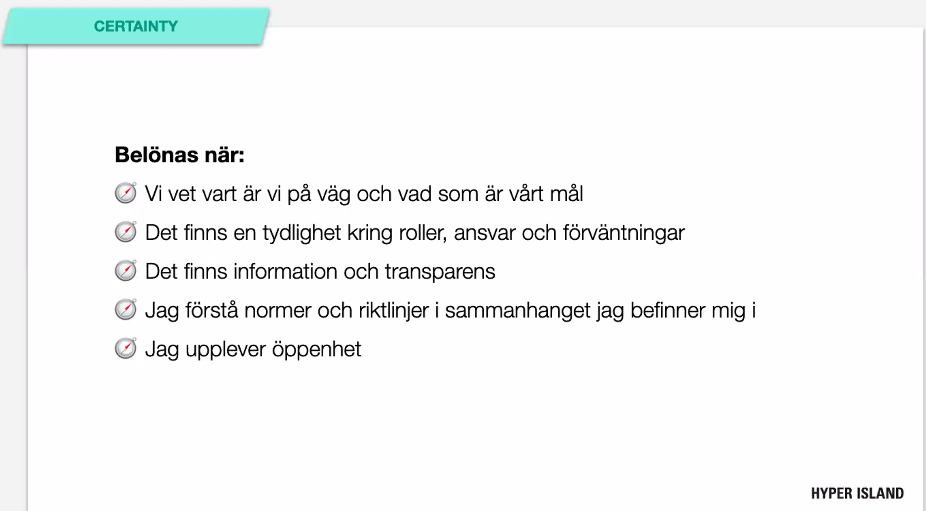 CERTAINTY
Belönas när:
Vi vet vart är vi på väg och vad som är vårt mål
Det finns en tydlighet kring roller, ansvar och förväntningar
Det finns information och transparens
Jag förstå normer och riktlinjer i sammanhanget jag befinner mig i
Jag upplever öppenhet
HYPER ISLAND